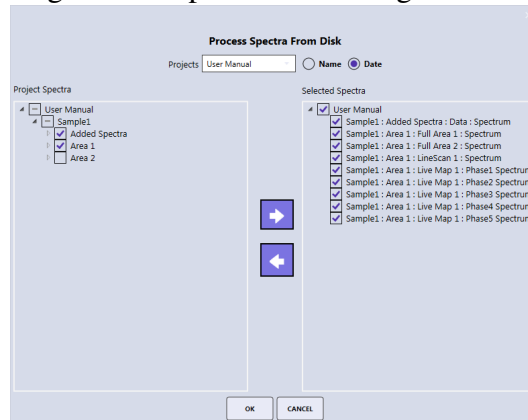 Process Spectra From Disk
Projects User Manual Name Date
Project Spectra
User Manual
Sample1
Added Spectra
Area 1
Area 2
Selected Spectra
User Manual
Sample1 : Added Spectra : Data : Spectrum
Sample1 : Area 1 : Full Area 1 : Spectrum
Sample1 : Area 1 : Full Area 2 : Spectrum
Sample1 : Area 1 : LineScan 1 : Spectrum
Sample1 : Area 1 : Live Map 1 : Phase1 Spectrum
Sample1 : Area 1 : Live Map 1 : Phase2 Spectrum
Sample1 : Area 1 : Live Map 1 : Phase3 Spectrum
Sample1 : Area 1 : Live Map 1 : Phase4 Spectrum
Sample1 : Area 1 : Live Map 1 : Phase5 Spectrum
OK CANCEL